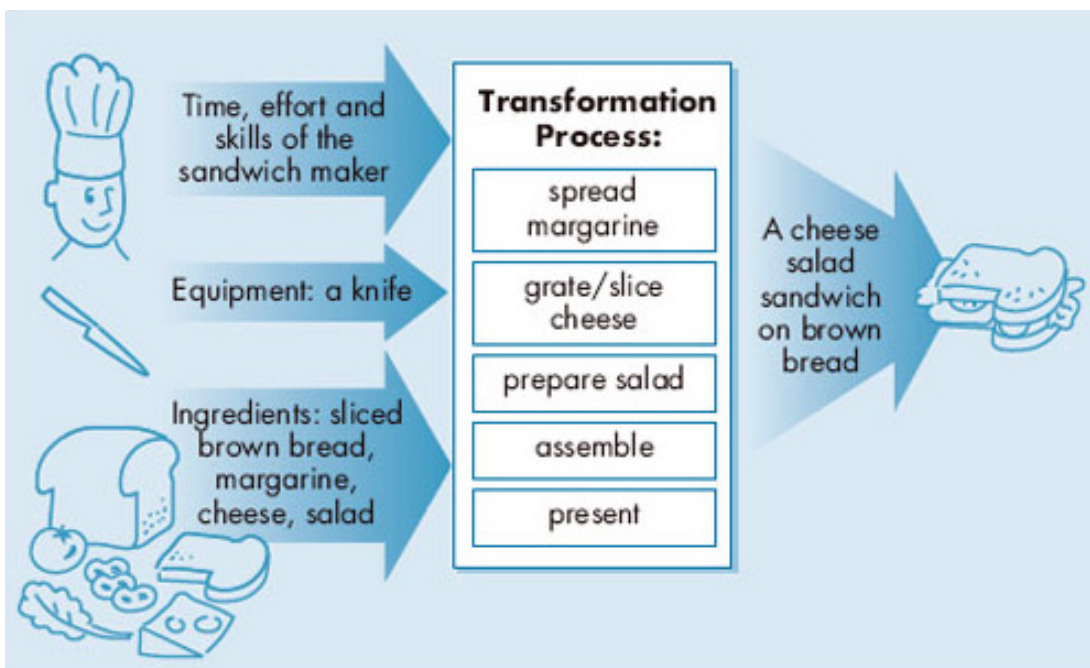 Time, effort and
skills of the
sandwich maker
Equipment: a knife
Ingredients: sliced
brown bread,
margarine,
cheese, salad
Transformation
Process:
spread
margarine
grate/slice
cheese
prepare salad
assemble
present
A cheese
salad
sandwich
on brown
bread